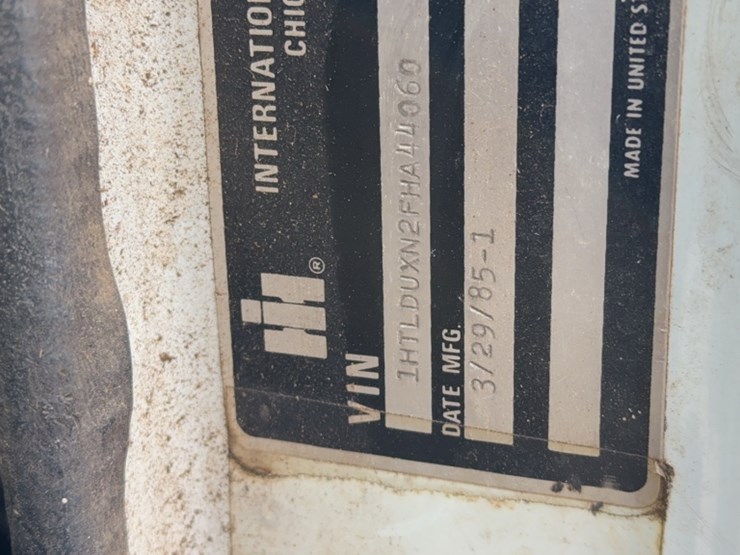 INTERNATIO
CHIC
®
VIN 1HTLDUXN2FHA44060
DATE MFG. 3/29/85-1
MADE IN UNITED S